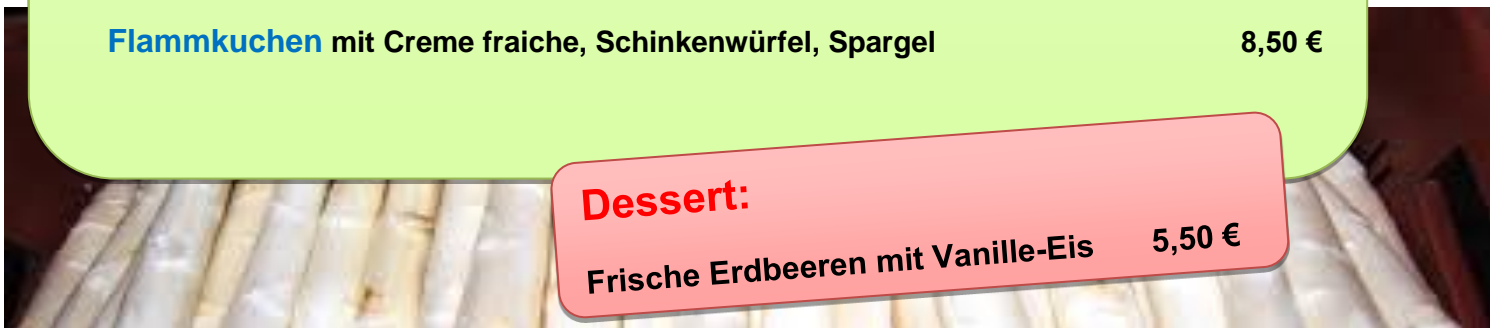 Flammkuchen mit Creme fraiche, Schinkenwürfel, Spargel 8,50 €
Dessert:
Frische Erdbeeren mit Vanille-Eis 5,50 €